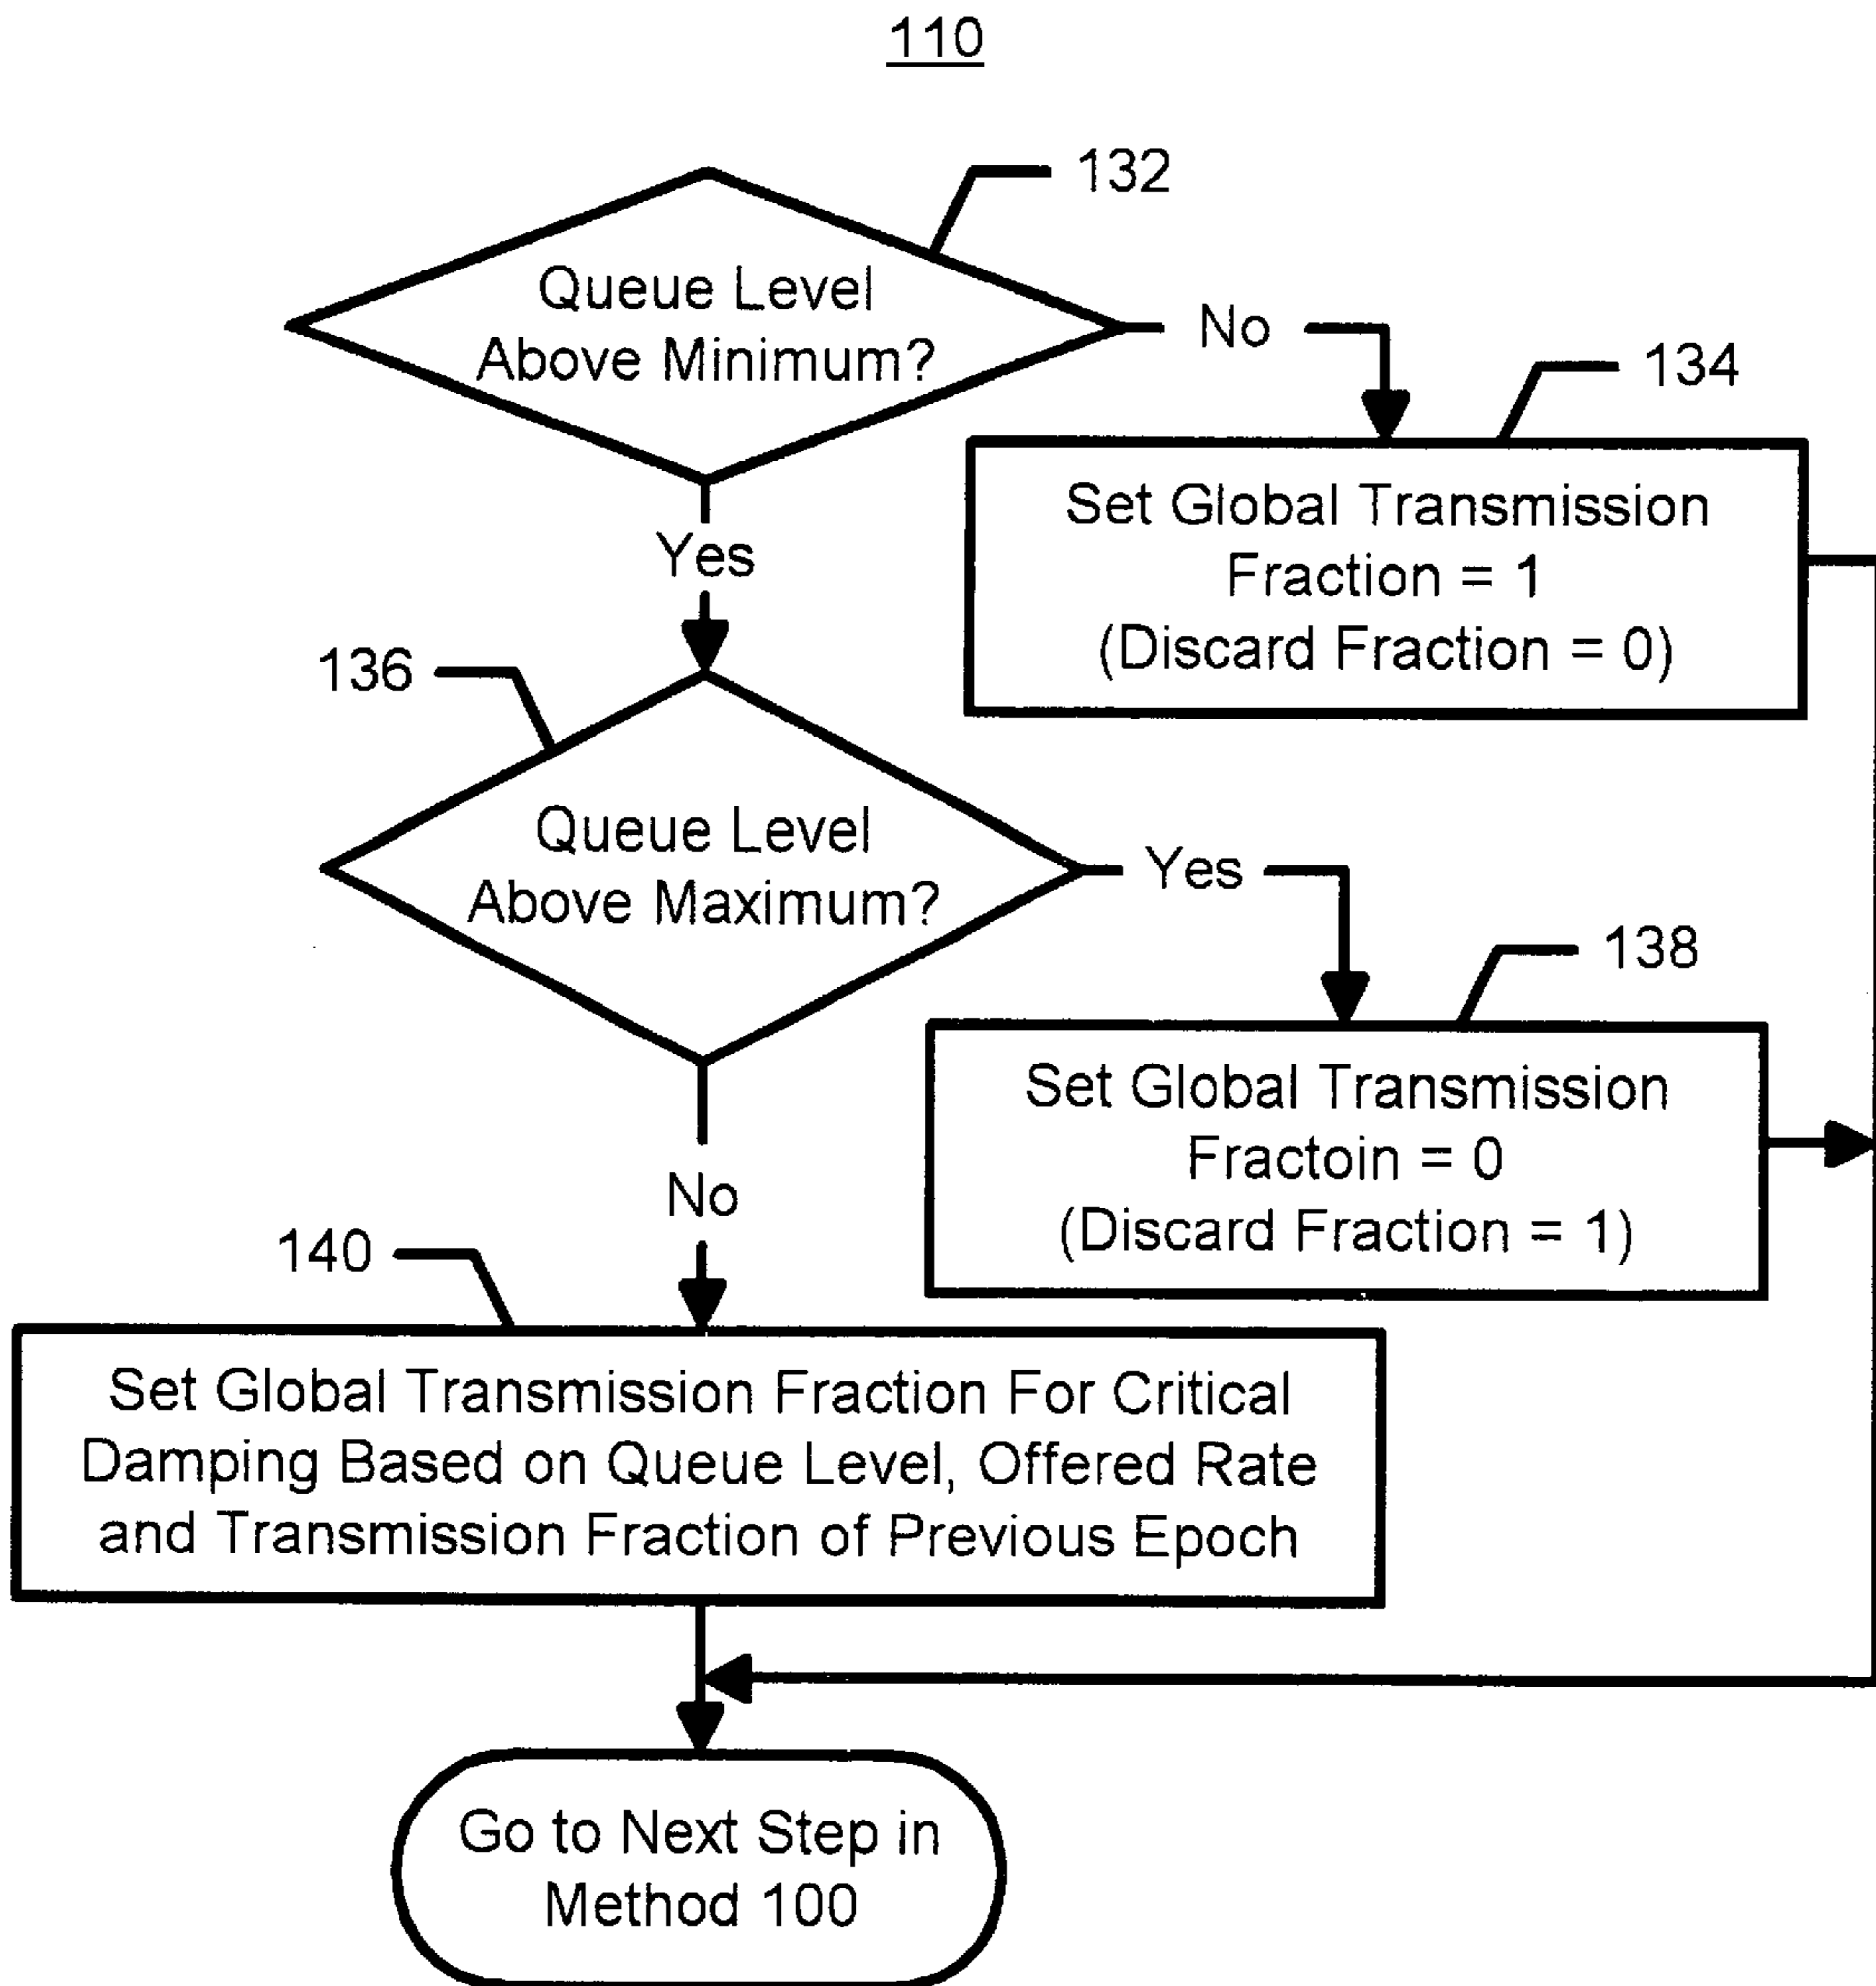 110
132
Queue Level
Above Minimum?
No
134
Set Global Transmission
Fraction = 1
(Discard Fraction = 0)
Yes
136
Queue Level
Above Maximum?
Yes
138
Set Global Transmission
Fractoin = 0
(Discard Fraction = 1)
No
140
Set Global Transmission Fraction For Critical
Damping Based on Queue Level, Offered Rate
and Transmission Fraction of Previous Epoch
Go to Next Step in
Method 100